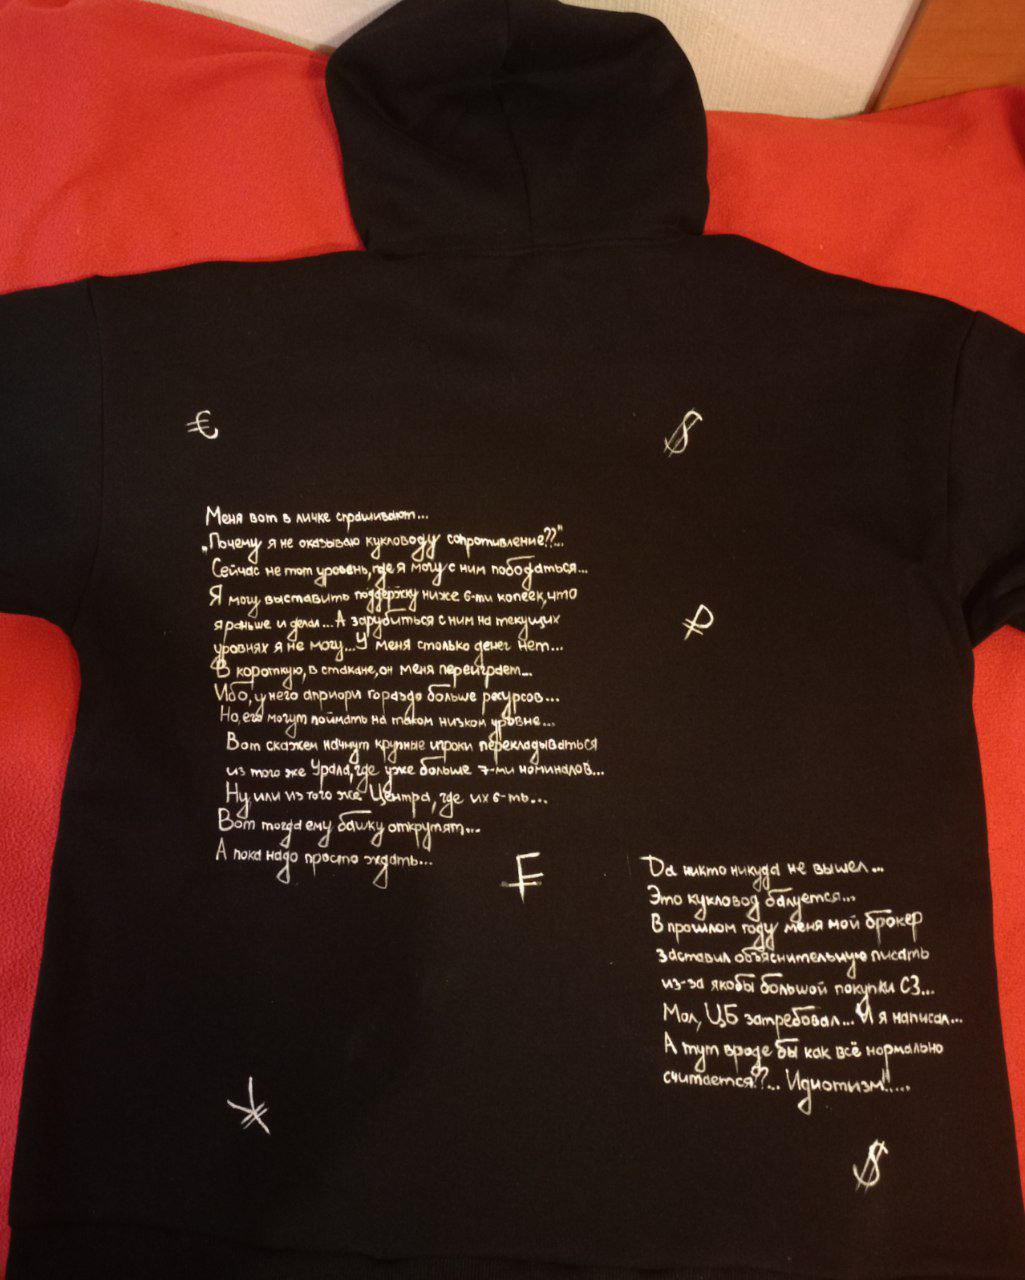 €
$
Меня вот в личке спрашивают...
„Почему я не оказываю кукловоду сопротивление??..."
Сейчас не тот уровень, где я могу с ним пободаться...
Я могу выставить поддержку ниже 6-ти копеек, что
я раньше и делал... А зарубиться с ним на текущих
уровнях я не могу... У меня столько денег нет...
В короткую, в стакане, он меня переиграет...
Ибо, у него априори гораздо больше ресурсов...
Но, его могут поймать на таком низком уровне...
Вот скажем начнут крупные игроки перекладываться
из того же Урала, где уже больше 7-ми номиналов...
Ну, или из того же Центра, где их 6-ть...
Вот тогда ему башку открутят...
А пока надо просто ждать...
₽
₣
Da никто никуда не вышел...
Это кукловод балуется...
В прошлом году меня мой брокер
заставил объяснительную писать
из-за якобы большой покупки СЗ...
Мол, ЦБ затребовал... И я написал...
А тут вроде бы как всё нормально
считается??... Идиотизм!!....
¥
$